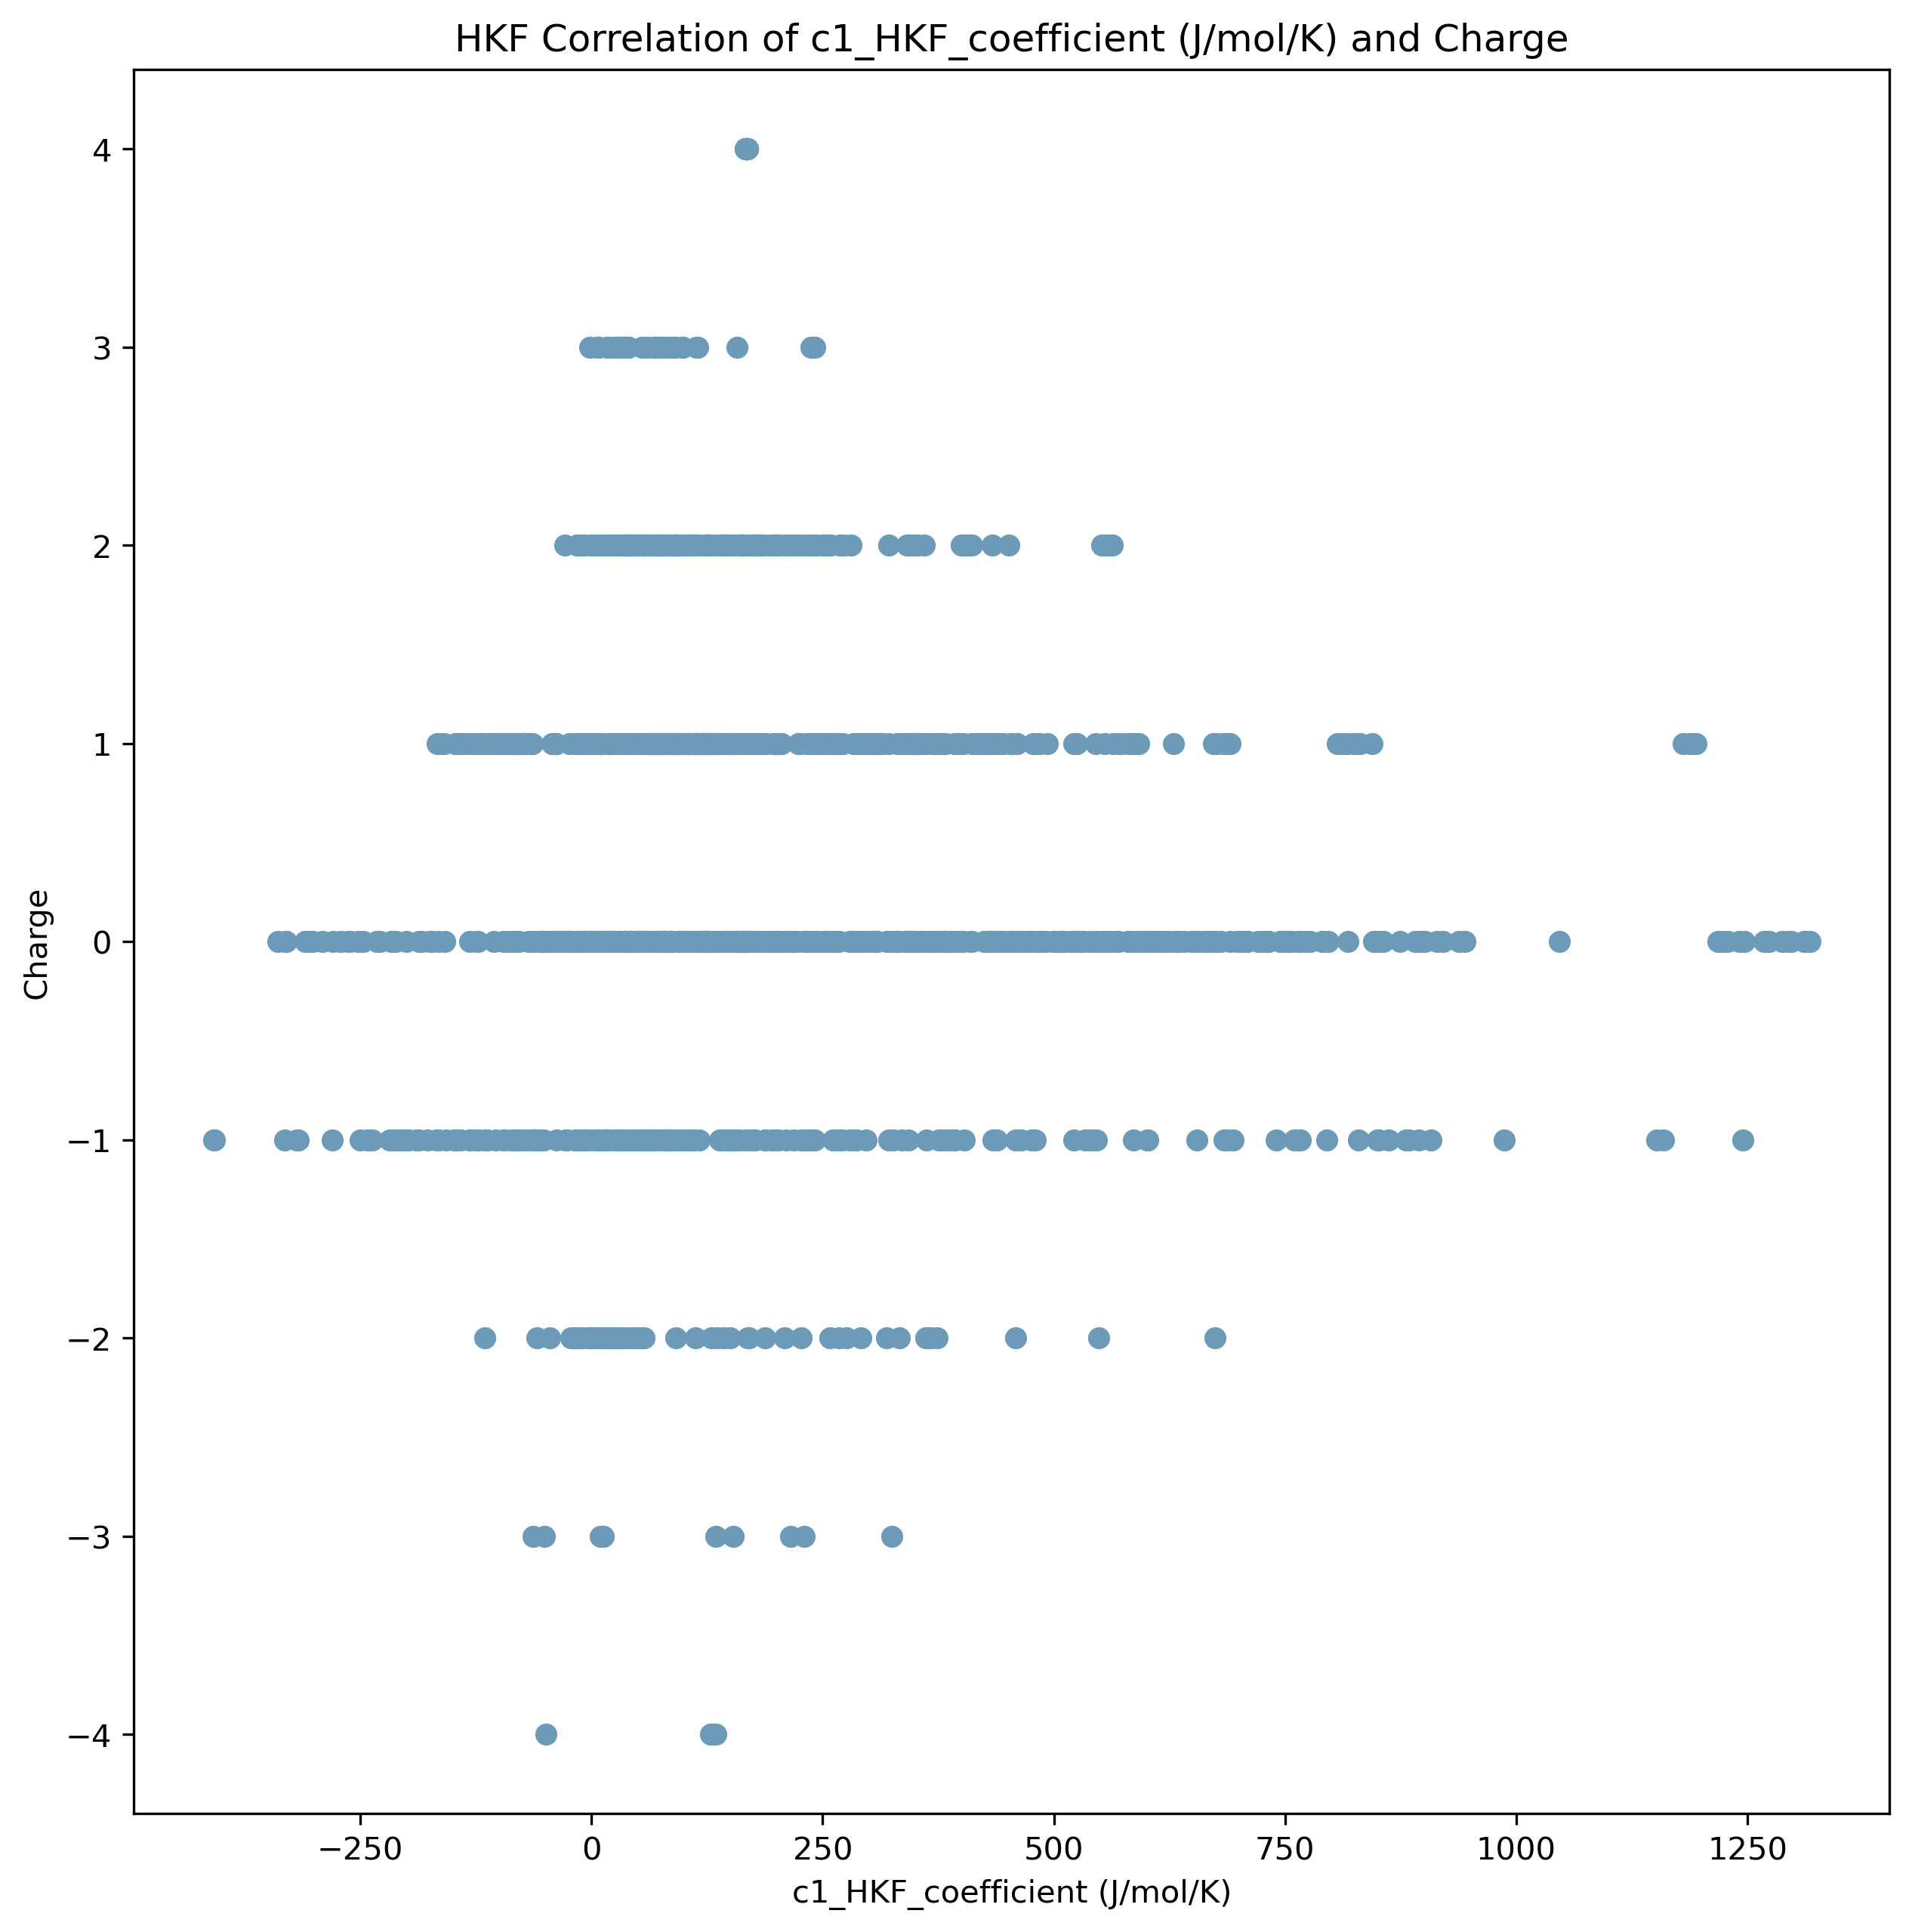 HKF Correlation of c1_HKF_coefficient (J/mol/K) and Charge
4
3
2
1
0
−1
−2
−3
−4
Charge
−250 0 250 500 750 1000 1250
c1_HKF_coefficient (J/mol/K)